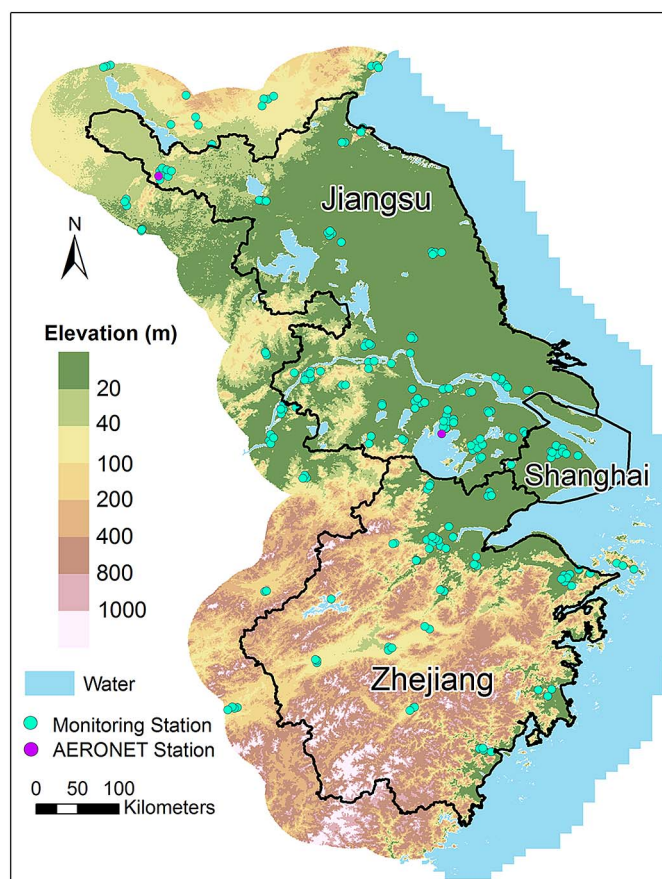 Jiangsu
N
Elevation (m)
20
40
100
200
400
800
1000
Shanghai
Zhejiang
Water
Monitoring Station
AERONET Station
0 50 100
Kilometers